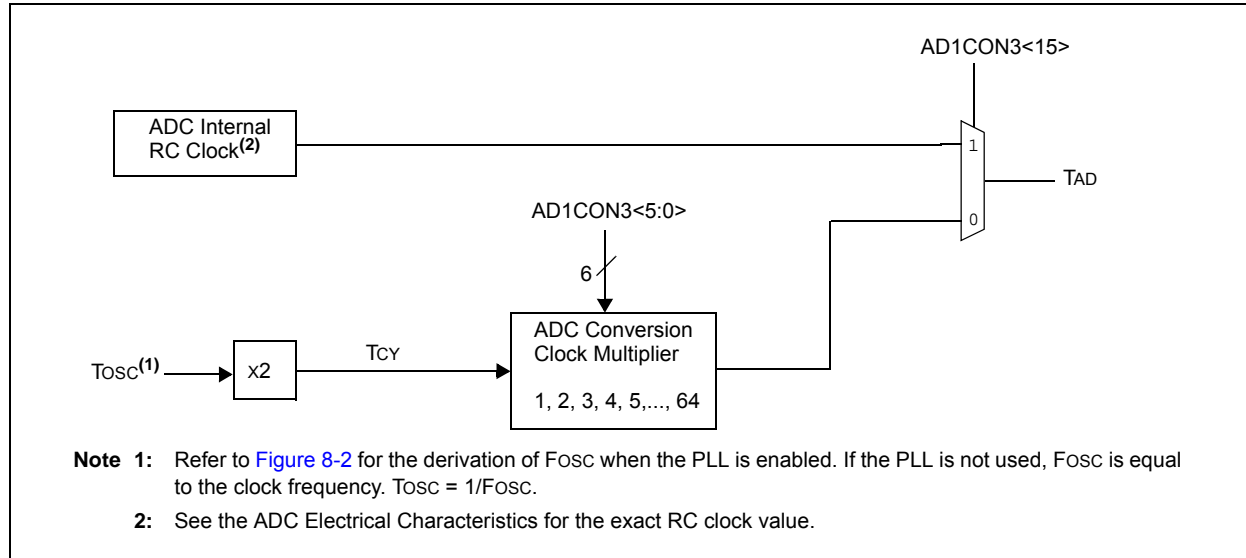 AD1CON3<15>
ADC Internal
RC Clock(2)
1
TAD
AD1CON3<5:0>
0
6
ADC Conversion
Clock Multiplier
1, 2, 3, 4, 5,..., 64
TOSC(1)
x2
TCY
Note 1: Refer to Figure 8-2 for the derivation of FOSC when the PLL is enabled. If the PLL is not used, FOSC is equal
to the clock frequency. TOSC = 1/FOSC.
2: See the ADC Electrical Characteristics for the exact RC clock value.